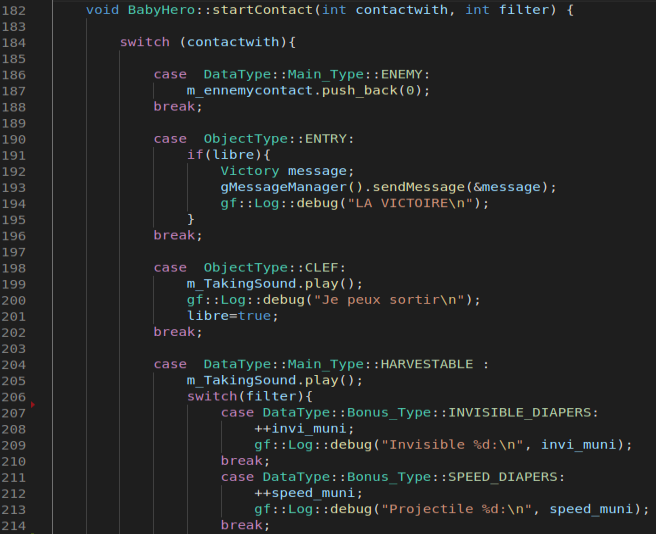 182 void BabyHero::startContact(int contactwith, int filter) {
183
184 switch (contactwith){
185
186 case DataType::Main_Type::ENEMY:
187 m_ennemycontact.push_back(0);
188 break;
189
190 case ObjectType::ENTRY:
191 if(libre){
192 Victory message;
193 gMessageManager().sendMessage(&message);
194 gf::Log::debug("LA VICTOIRE\n");
195 }
196 break;
197
198 case ObjectType::CLEF:
199 m_TakingSound.play();
200 gf::Log::debug("Je peux sortir\n");
201 libre=true;
202 break;
203
204 case DataType::Main_Type::HARVESTABLE :
205 m_TakingSound.play();
206 switch(filter){
207 case DataType::Bonus_Type::INVISIBLE_DIAPERS:
208 ++invi_muni;
209 gf::Log::debug("Invisible %d:\n", invi_muni);
210 break;
211 case DataType::Bonus_Type::SPEED_DIAPERS:
212 ++speed_muni;
213 gf::Log::debug("Projectile %d:\n", speed_muni);
214 break;